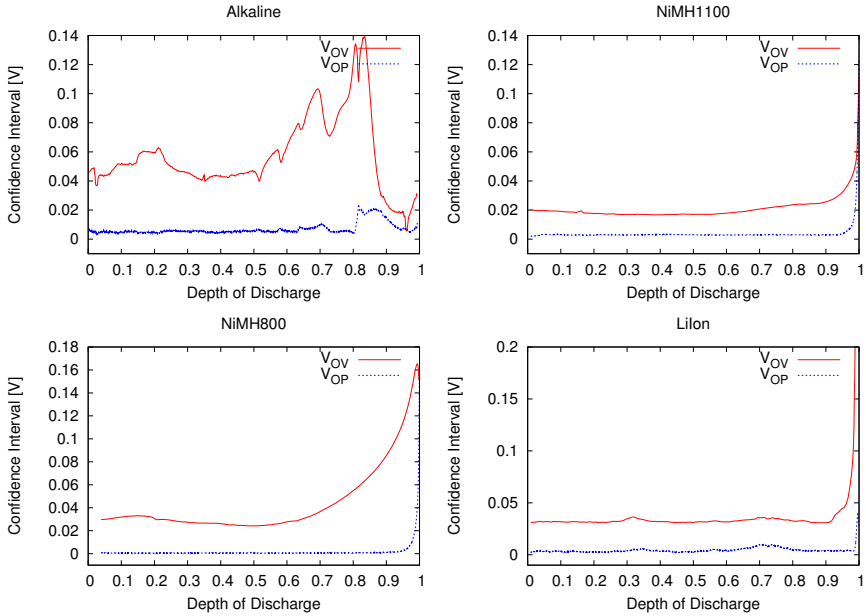 Alkaline
Confidence Interval [V]
0.14
0.12
0.1
0.08
0.06
0.04
0.02
0
V_OV
V_OP
0 0.1 0.2 0.3 0.4 0.5 0.6 0.7 0.8 0.9 1
Depth of Discharge
NiMH1100
Confidence Interval [V]
0.14
0.12
0.1
0.08
0.06
0.04
0.02
0
V_OV
V_OP
0 0.1 0.2 0.3 0.4 0.5 0.6 0.7 0.8 0.9 1
Depth of Discharge
NiMH800
Confidence Interval [V]
0.18
0.16
0.14
0.12
0.1
0.08
0.06
0.04
0.02
0
V_OV
V_OP
0 0.1 0.2 0.3 0.4 0.5 0.6 0.7 0.8 0.9 1
Depth of Discharge
LiIon
Confidence Interval [V]
0.2
0.15
0.1
0.05
0
V_OV
V_OP
0 0.1 0.2 0.3 0.4 0.5 0.6 0.7 0.8 0.9 1
Depth of Discharge